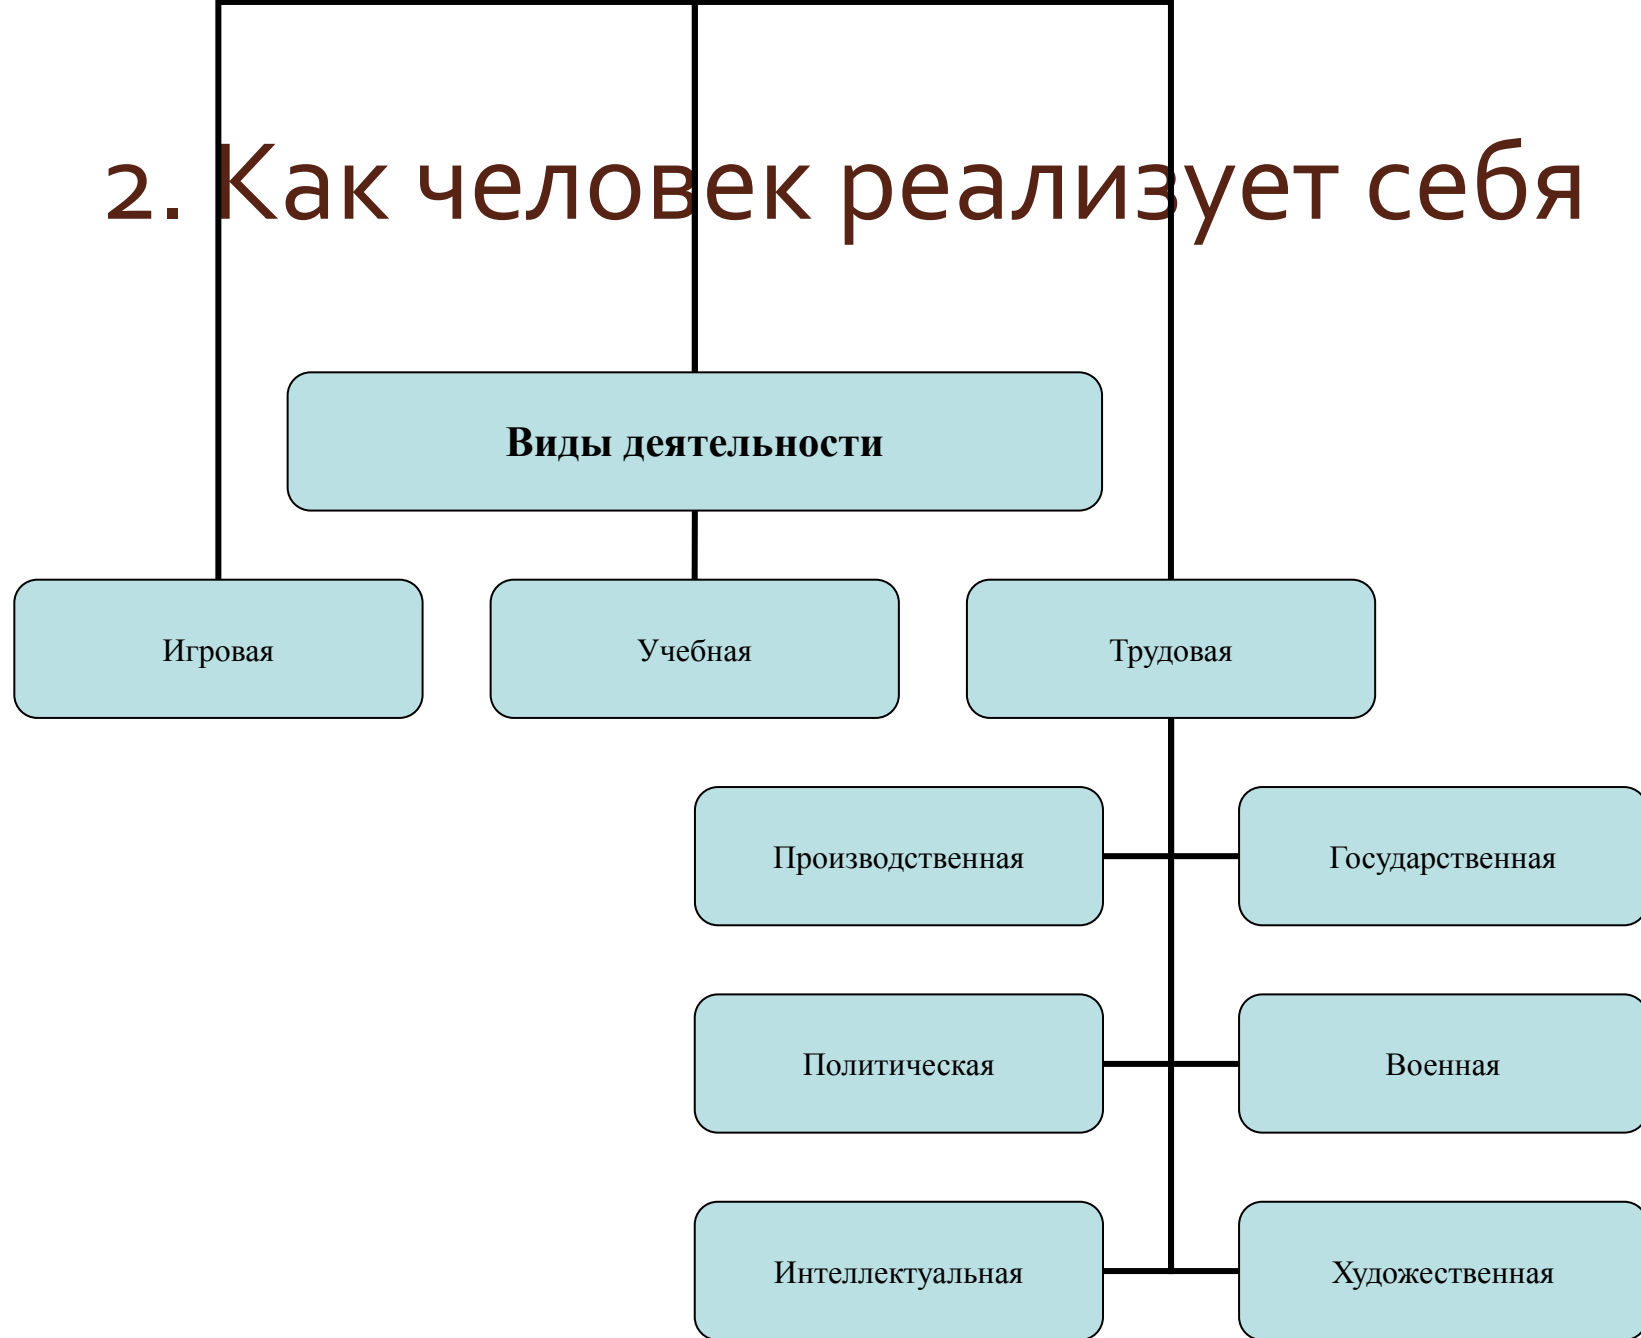 2. Как человек реализует себя
Виды деятельности
Игровая
Учебная
Трудовая
Производственная
Государственная
Политическая
Военная
Интеллектуальная
Художественная